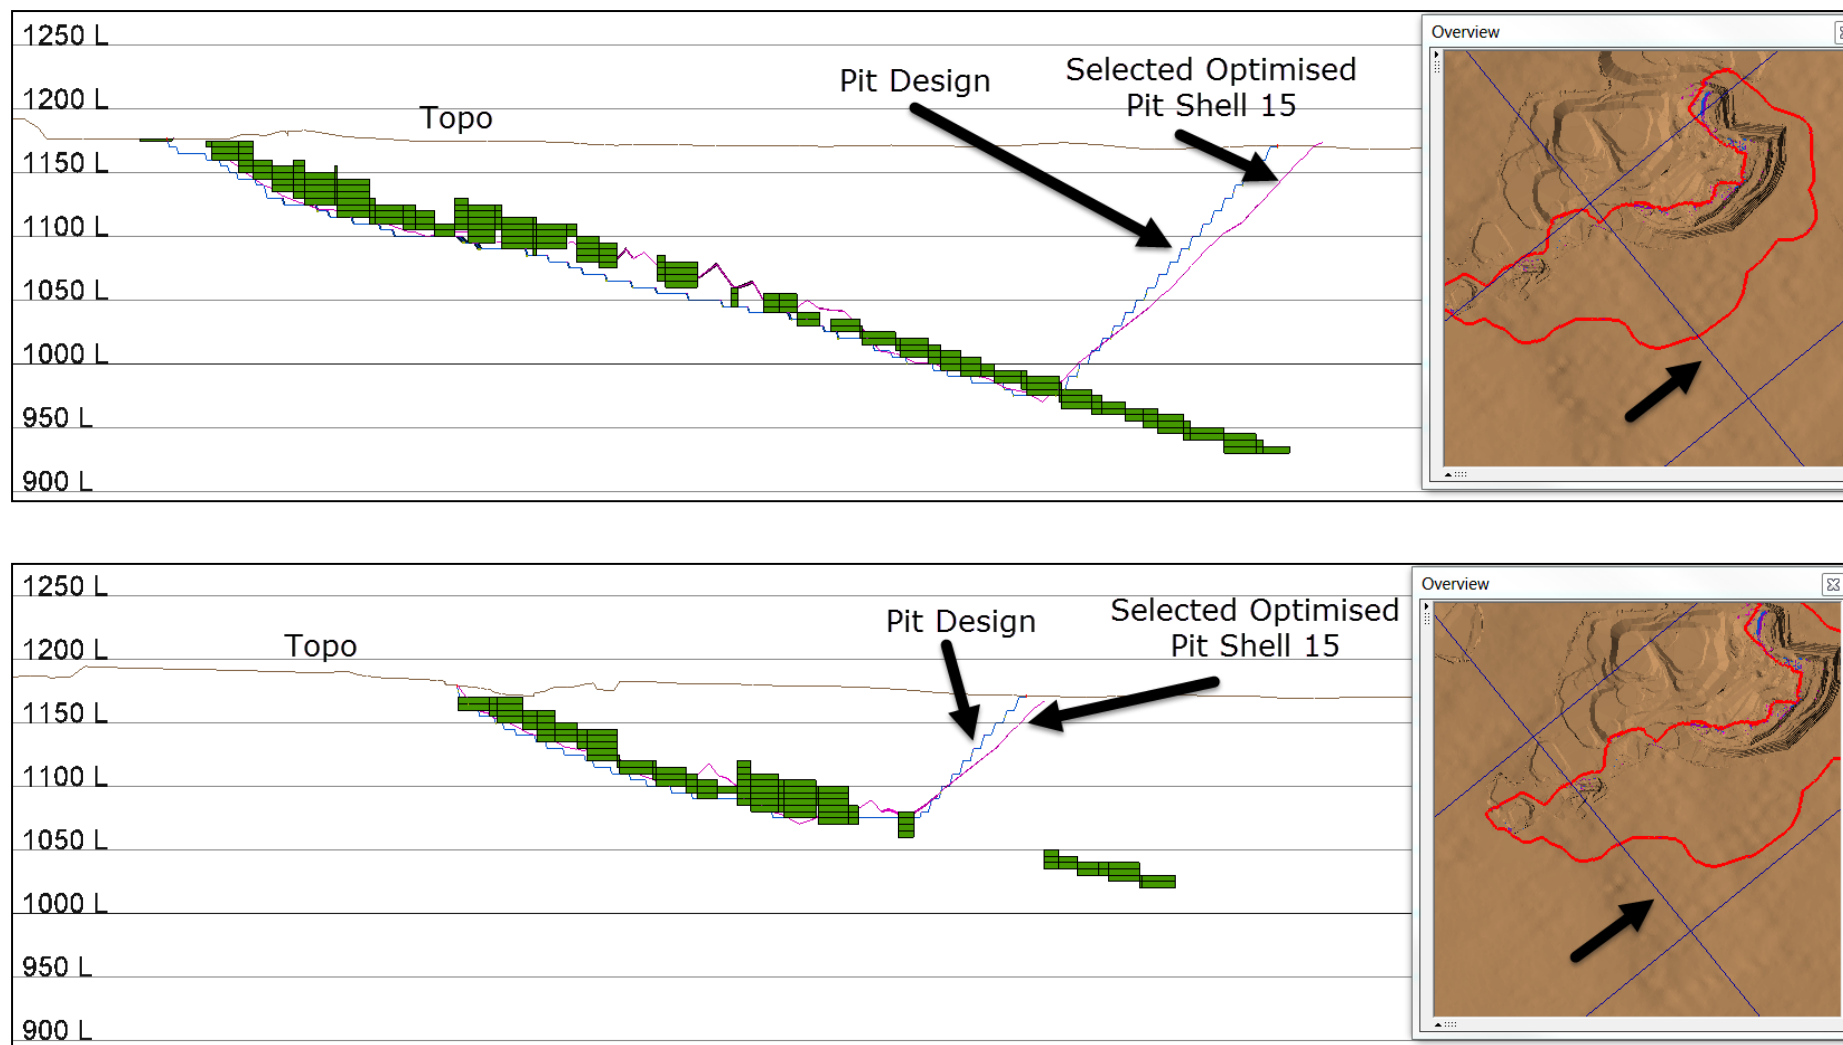 1250 L
1200 L
1150 L
1100 L
1050 L
1000 L
950 L
900 L
Topo
Pit Design
Selected Optimised
Pit Shell 15
Overview
1250 L
1200 L
1150 L
1100 L
1050 L
1000 L
950 L
900 L
Topo
Pit Design
Selected Optimised
Pit Shell 15
Overview